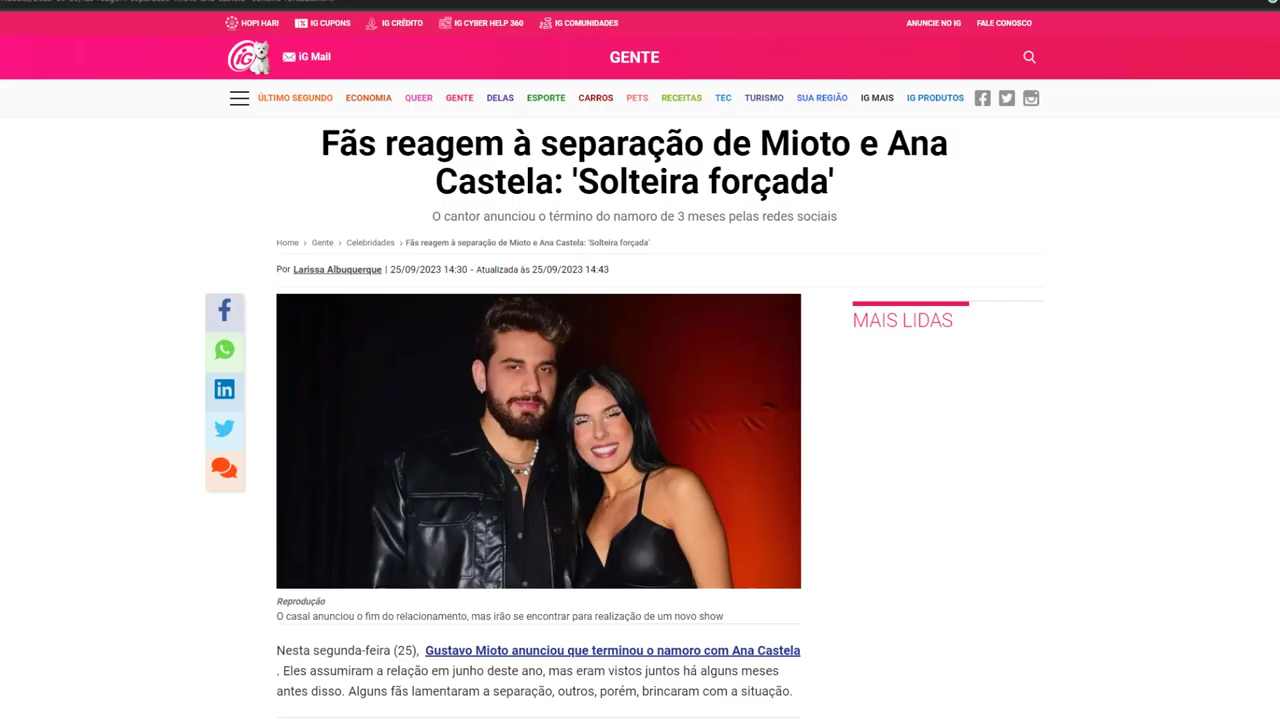 HOPI HARI IG CUPONS IG CRÉDITO IG CYBER HELP 360 IG COMUNIDADES ANUNCIE NO IG FALE CONOSCO
iG iG Mail GENTE
ÚLTIMO SEGUNDO ECONOMIA QUEER GENTE DELAS ESPORTE CARROS PETS RECEITAS TEC TURISMO SUA REGIÃO IG MAIS IG PRODUTOS
Fãs reagem à separação de Mioto e Ana
Castela: 'Solteira forçada'
O cantor anunciou o término do namoro de 3 meses pelas redes sociais
Home › Gente › Celebridades › Fãs reagem à separação de Mioto e Ana Castela: 'Solteira forçada'
Por Larissa Albuquerque | 25/09/2023 14:30 - Atualizada às 25/09/2023 14:43
MAIS LIDAS
Reprodução
O casal anunciou o fim do relacionamento, mas irão se encontrar para realização de um novo show
Nesta segunda-feira (25), Gustavo Mioto anunciou que terminou o namoro com Ana Castela
. Eles assumiram a relação em junho deste ano, mas eram vistos juntos há alguns meses
antes disso. Alguns fãs lamentaram a separação, outros, porém, brincaram com a situação.